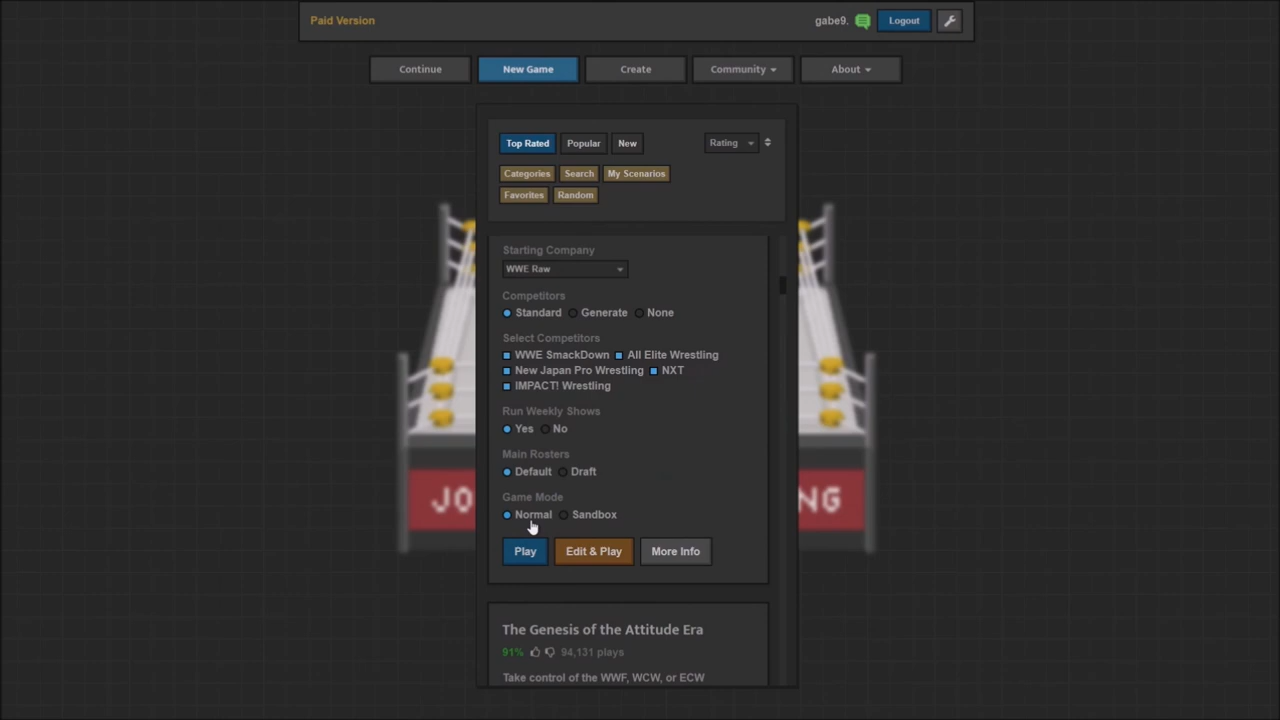 Paid Version
gabe9. Logout
Continue New Game Create Community About
Top Rated Popular New Rating
Categories Search My Scenarios
Favorites Random
Starting Company
WWE Raw
Competitors
Standard Generate None
Select Competitors
WWE SmackDown All Elite Wrestling
New Japan Pro Wrestling NXT
IMPACT! Wrestling
Run Weekly Shows
Yes No
Main Rosters
Default Draft
JO NG
Game Mode
Normal Sandbox
Play Edit & Play More Info
The Genesis of the Attitude Era
91% 94,131 plays
Take control of the WWF, WCW, or ECW